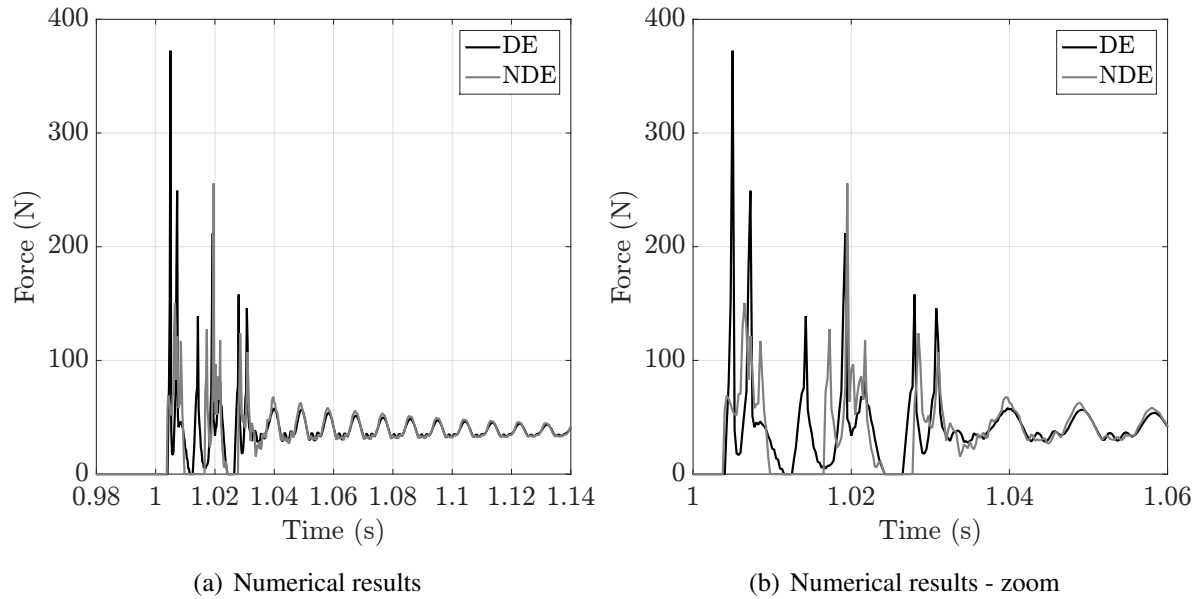 400
300
200
100
0
Force (N)
0.98 1 1.02 1.04 1.06 1.08 1.1 1.12 1.14
Time (s)
DE
NDE
(a) Numerical results
400
300
200
100
0
Force (N)
1 1.02 1.04 1.06
Time (s)
DE
NDE
(b) Numerical results - zoom